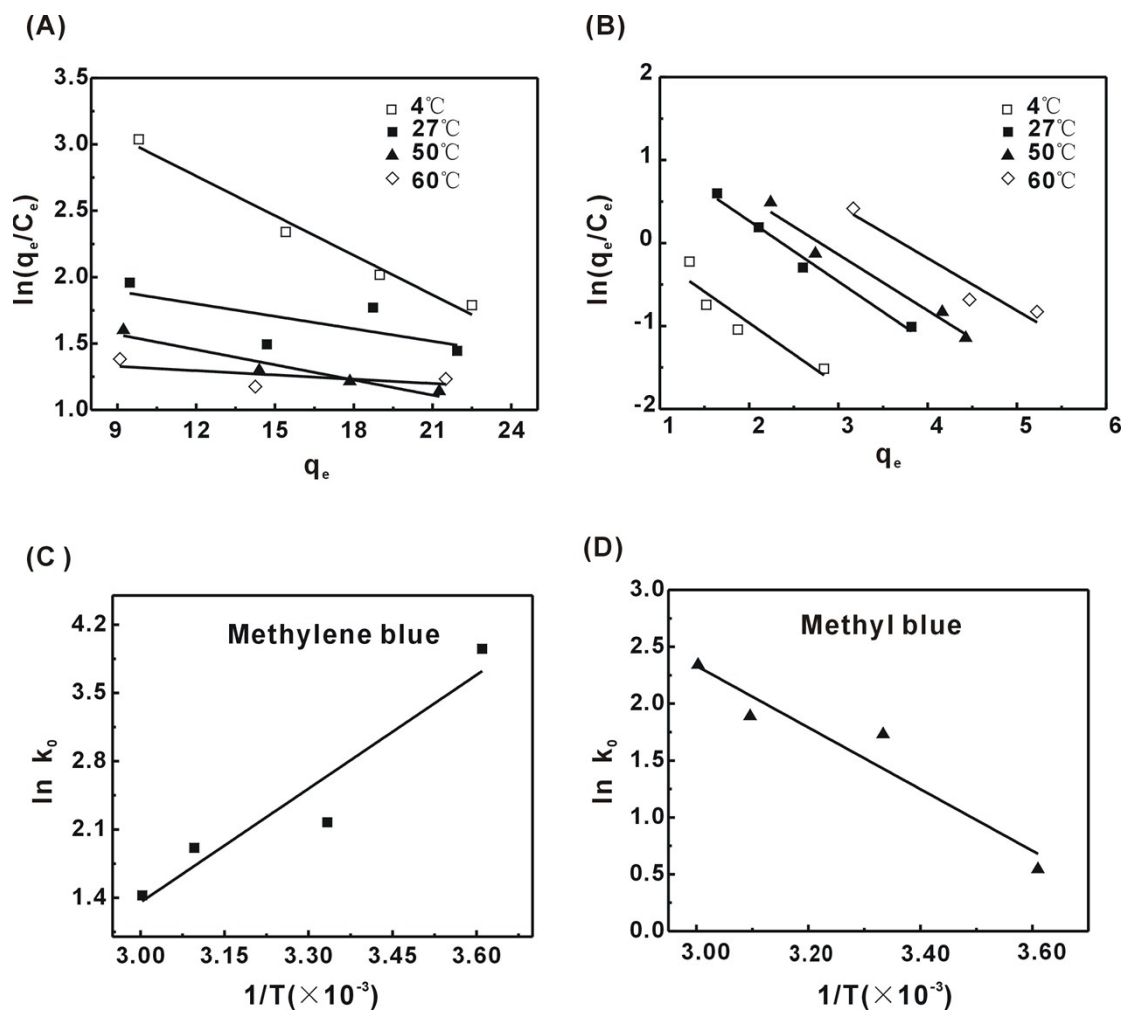 (A)
3.5
3.0
2.5
2.0
1.5
1.0
ln(qₑ/Cₑ)
4℃
27℃
50℃
60℃
9 12 15 18 21 24
qₑ
(B)
2
1
0
-1
-2
ln(qₑ/Cₑ)
4℃
27℃
50℃
60℃
1 2 3 4 5 6
qₑ
(C )
4.2
3.5
2.8
2.1
1.4
ln k₀
Methylene blue
3.00 3.15 3.30 3.45 3.60
1/T(×10⁻³)
(D)
3.0
2.5
2.0
1.5
1.0
0.5
0.0
ln k₀
Methyl blue
3.00 3.20 3.40 3.60
1/T(×10⁻³)